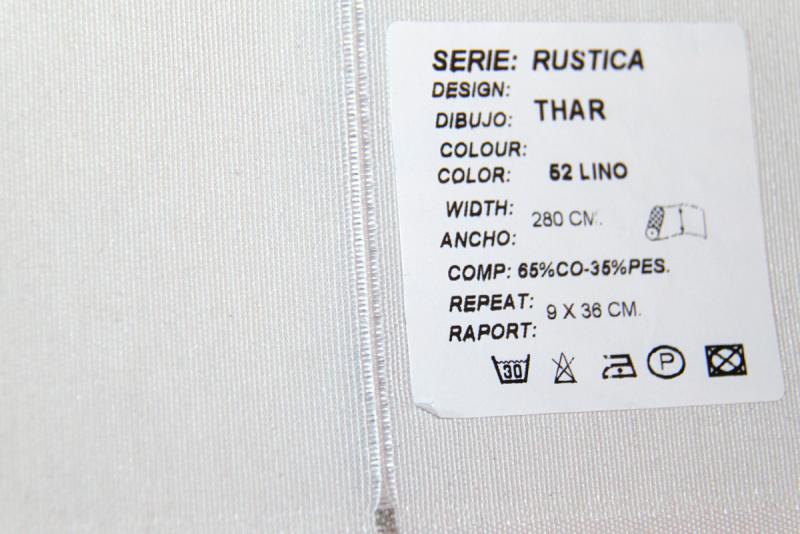 SERIE: RUSTICA
DESIGN:
DIBUJO: THAR
COLOUR:
COLOR: 52 LINO
WIDTH: 280 CM.
ANCHO:
COMP: 65%CO-35%PES.
REPEAT: 9 X 36 CM.
RAPORT:
30 P